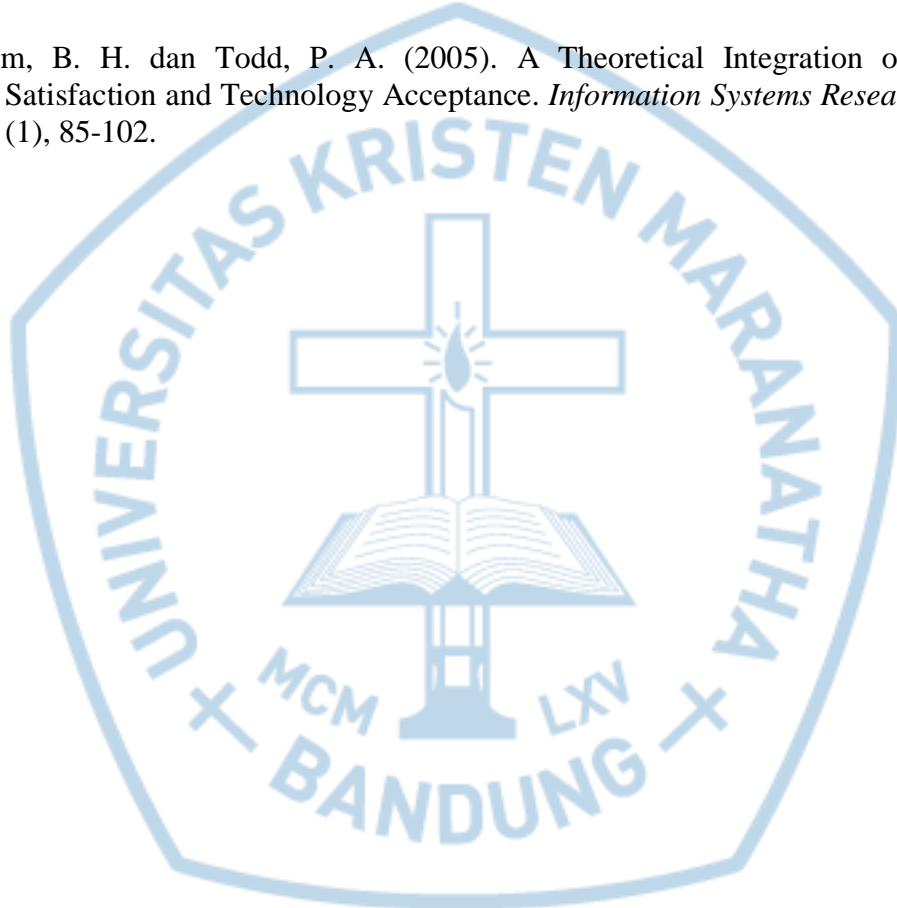 m, B. H. dan Todd, P. A. (2005). A Theoretical Integration o
Satisfaction and Technology Acceptance. Information Systems Resea
(1), 85-102.
UNIVERSITAS KRISTEN MARANATHA
MCM LXV
BANDUNG